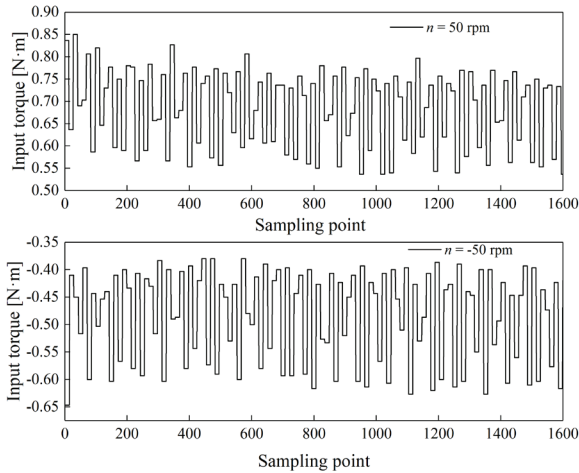 0.90
0.85
0.80
0.75
0.70
0.65
0.60
0.55
0.50
Input torque [N·m]
n = 50 rpm
0 200 400 600 800 1000 1200 1400 1600
Sampling point
-0.35
-0.40
-0.45
-0.50
-0.55
-0.60
-0.65
Input torque [N·m]
n = -50 rpm
0 200 400 600 800 1000 1200 1400 1600
Sampling point